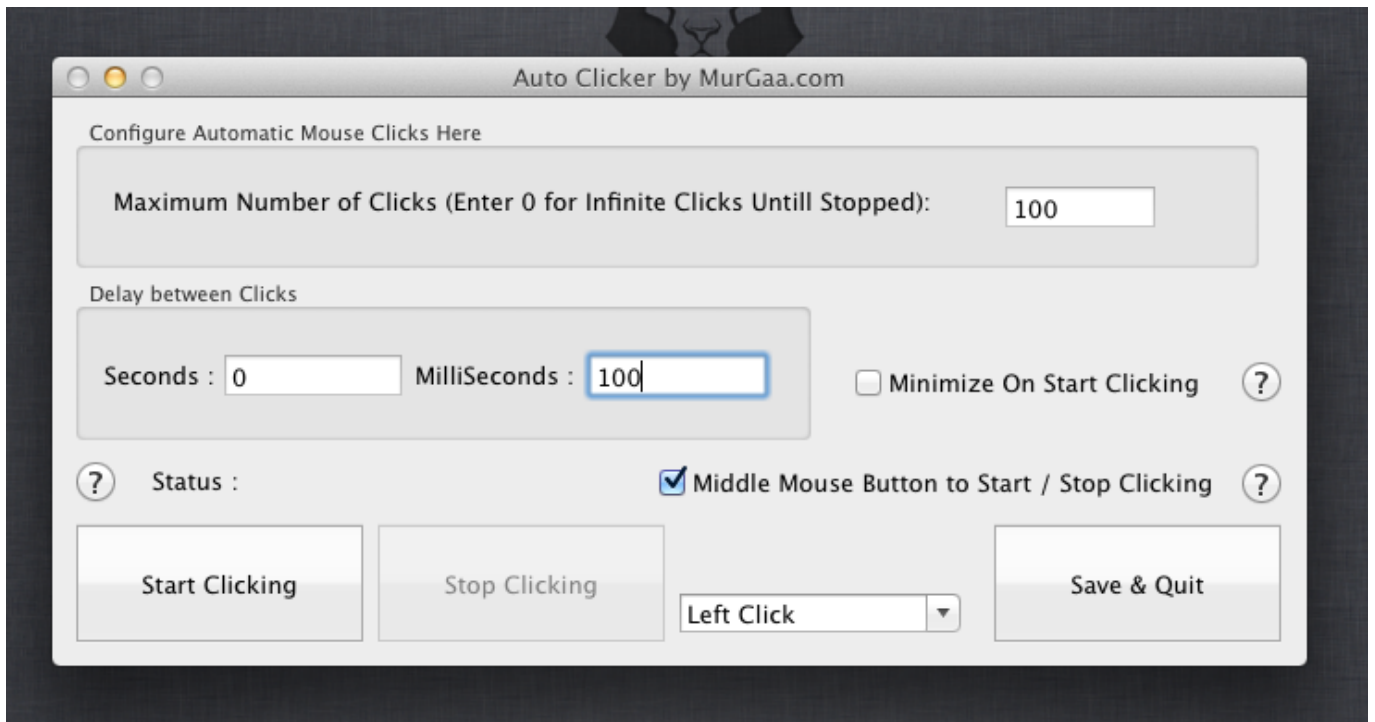 Auto Clicker by MurGaa.com
Configure Automatic Mouse Clicks Here
Maximum Number of Clicks (Enter 0 for Infinite Clicks Untill Stopped): 100
Delay between Clicks
Seconds : 0 MilliSeconds : 100
Minimize On Start Clicking ?
? Status : Middle Mouse Button to Start / Stop Clicking ?
Start Clicking Stop Clicking Left Click Save & Quit